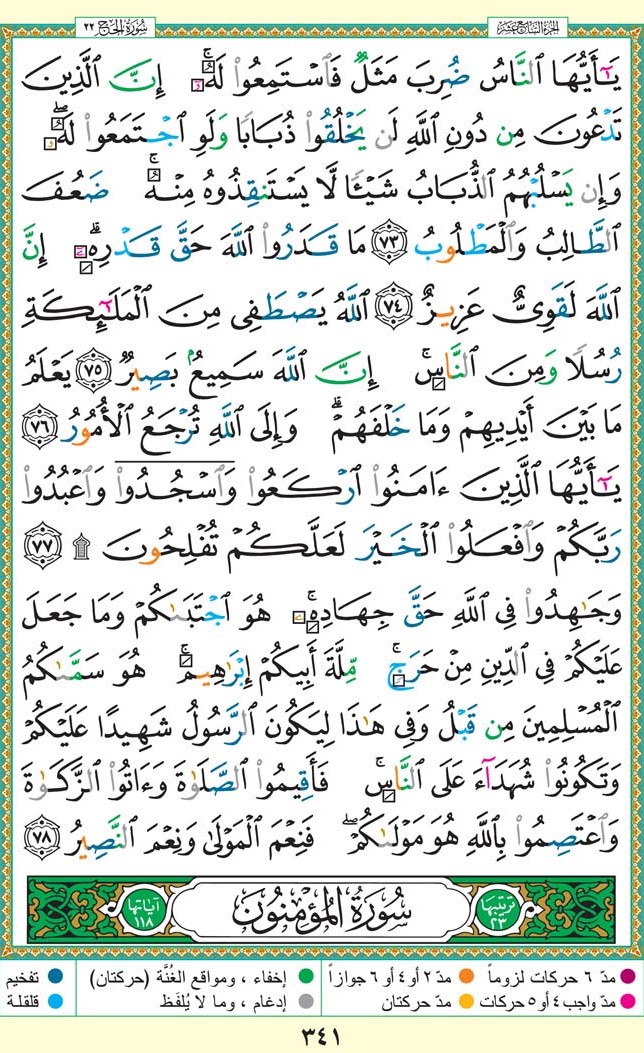 الجزء السابع عشر
سورة الحج ٢٢
يَـٰٓأَيُّهَا ٱلنَّاسُ ضُرِبَ مَثَلٌ فَٱسْتَمِعُوا۟ لَهُۥٓ ۚ إِنَّ ٱلَّذِينَ
تَدْعُونَ مِن دُونِ ٱللَّهِ لَن يَخْلُقُوا۟ ذُبَابًا وَلَوِ ٱجْتَمَعُوا۟ لَهُۥ ۖ
وَإِن يَسْلُبْهُمُ ٱلذُّبَابُ شَيْـًٔا لَّا يَسْتَنقِذُوهُ مِنْهُ ۚ ضَعُفَ
ٱلطَّالِبُ وَٱلْمَطْلُوبُ ٧٣ مَا قَدَرُوا۟ ٱللَّهَ حَقَّ قَدْرِهِۦٓ ۗ إِنَّ
ٱللَّهَ لَقَوِىٌّ عَزِيزٌ ٧٤ ٱللَّهُ يَصْطَفِى مِنَ ٱلْمَلَـٰٓئِكَةِ
رُسُلًا وَمِنَ ٱلنَّاسِ ۚ إِنَّ ٱللَّهَ سَمِيعٌۢ بَصِيرٌ ٧٥ يَعْلَمُ
مَا بَيْنَ أَيْدِيهِمْ وَمَا خَلْفَهُمْ ۗ وَإِلَى ٱللَّهِ تُرْجَعُ ٱلْأُمُورُ ٧٦
يَـٰٓأَيُّهَا ٱلَّذِينَ ءَامَنُوا۟ ٱرْكَعُوا۟ وَٱسْجُدُوا۟ وَٱعْبُدُوا۟
رَبَّكُمْ وَٱفْعَلُوا۟ ٱلْخَيْرَ لَعَلَّكُمْ تُفْلِحُونَ ۩ ٧٧
وَجَـٰهِدُوا۟ فِى ٱللَّهِ حَقَّ جِهَادِهِۦ ۚ هُوَ ٱجْتَبَىٰكُمْ وَمَا جَعَلَ
عَلَيْكُمْ فِى ٱلدِّينِ مِنْ حَرَجٍ ۚ مِّلَّةَ أَبِيكُمْ إِبْرَٰهِيمَ ۚ هُوَ سَمَّىٰكُمُ
ٱلْمُسْلِمِينَ مِن قَبْلُ وَفِى هَـٰذَا لِيَكُونَ ٱلرَّسُولُ شَهِيدًا عَلَيْكُمْ
وَتَكُونُوا۟ شُهَدَآءَ عَلَى ٱلنَّاسِ ۚ فَأَقِيمُوا۟ ٱلصَّلَوٰةَ وَءَاتُوا۟ ٱلزَّكَوٰةَ
وَٱعْتَصِمُوا۟ بِٱللَّهِ هُوَ مَوْلَىٰكُمْ ۖ فَنِعْمَ ٱلْمَوْلَىٰ وَنِعْمَ ٱلنَّصِيرُ ٧٨
ترتيبها ٢٣ سورة المؤمنون آياتها ١١٨
مدّ ٦ حركات لزوماً مدّ ٢ أو ٤ أو ٦ جوازاً إخفاء ، ومواقع الغُنَّة (حركتان) تفخيم
مدّ واجب ٤ أو ٥ حركات مدّ حركتان إدغام ، وما لا يُلفَظ قلقلة
٣٤١